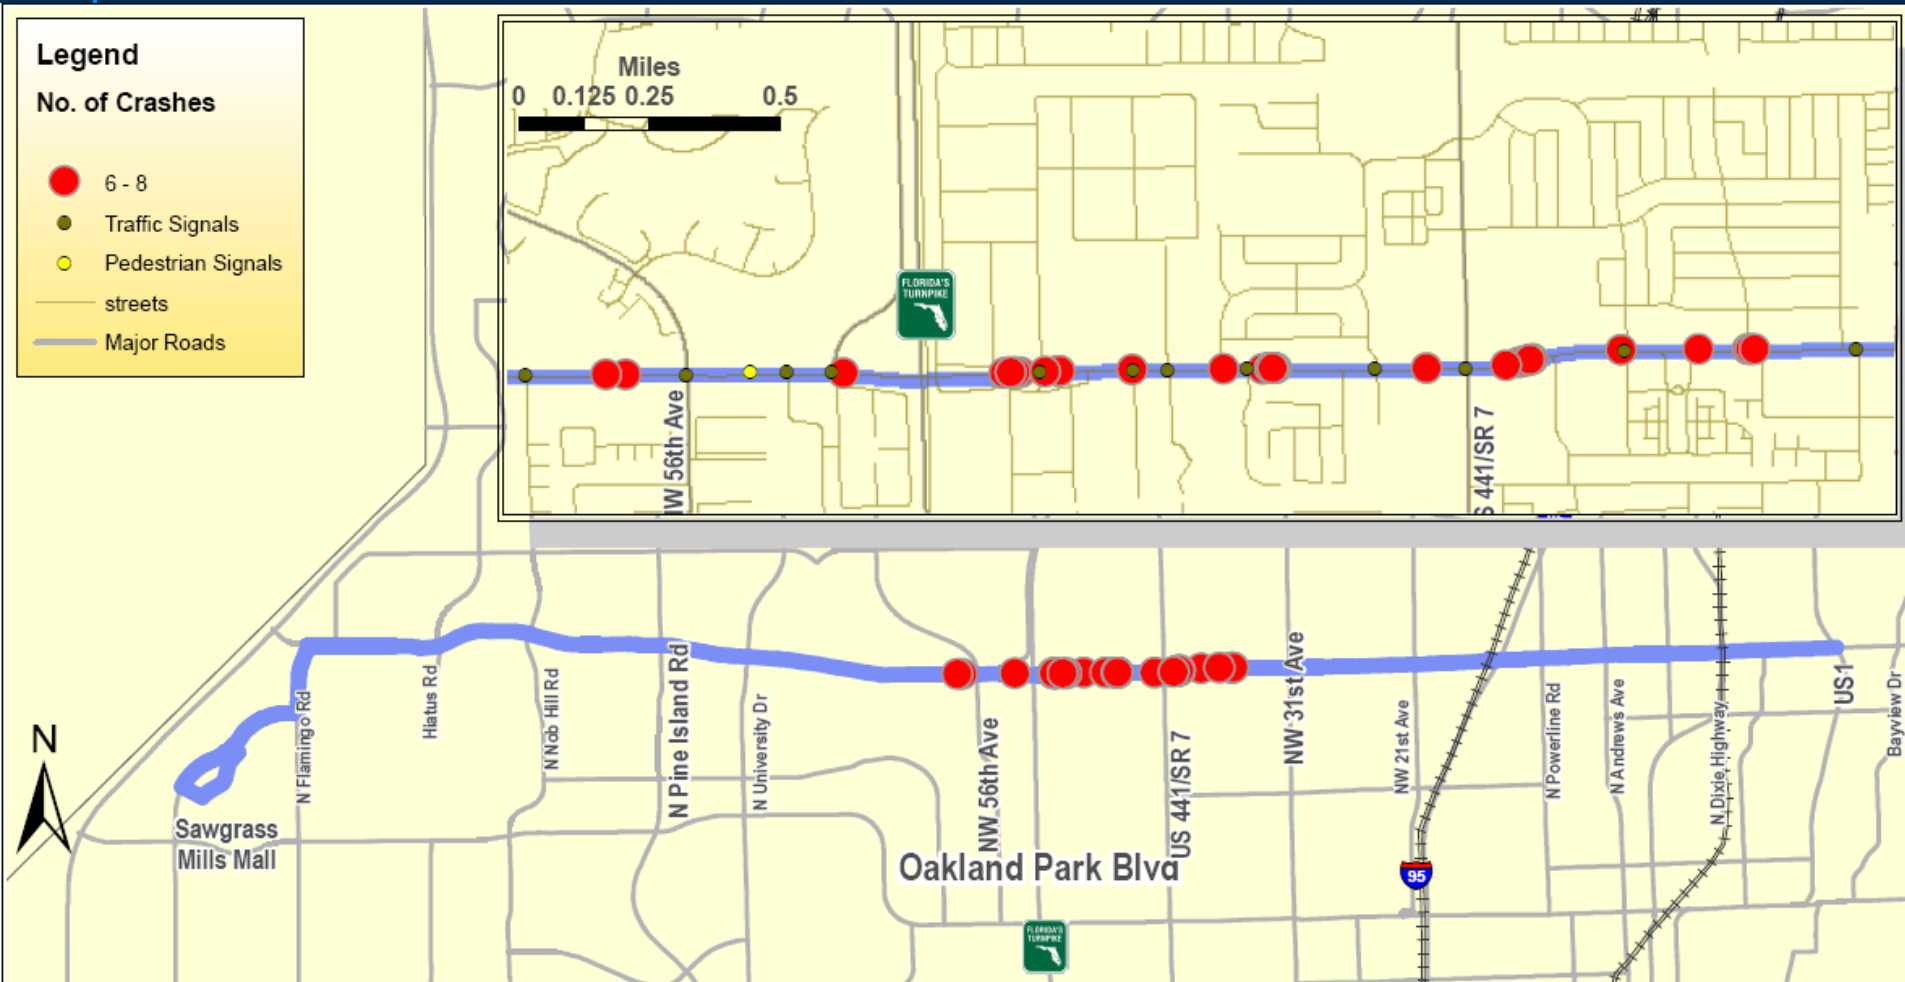 Legend
No. of Crashes
6 - 8
Traffic Signals
Pedestrian Signals
streets
Major Roads
Miles
0 0.125 0.25 0.5
FLORIDA'S
TURNPIKE
NW 56th Ave
S 441/SR 7
N Flamingo Rd
Hiatus Rd
N Nob Hill Rd
N Pine Island Rd
N University Dr
NW 56th Ave
US 441/SR 7
NW 31st Ave
NW 21st Ave
N Powerline Rd
N Andrews Ave
N Dixie Highway
US 1
Bayview Dr
N
Sawgrass
Mills Mall
Oakland Park Blvd
95
FLORIDA'S
TURNPIKE